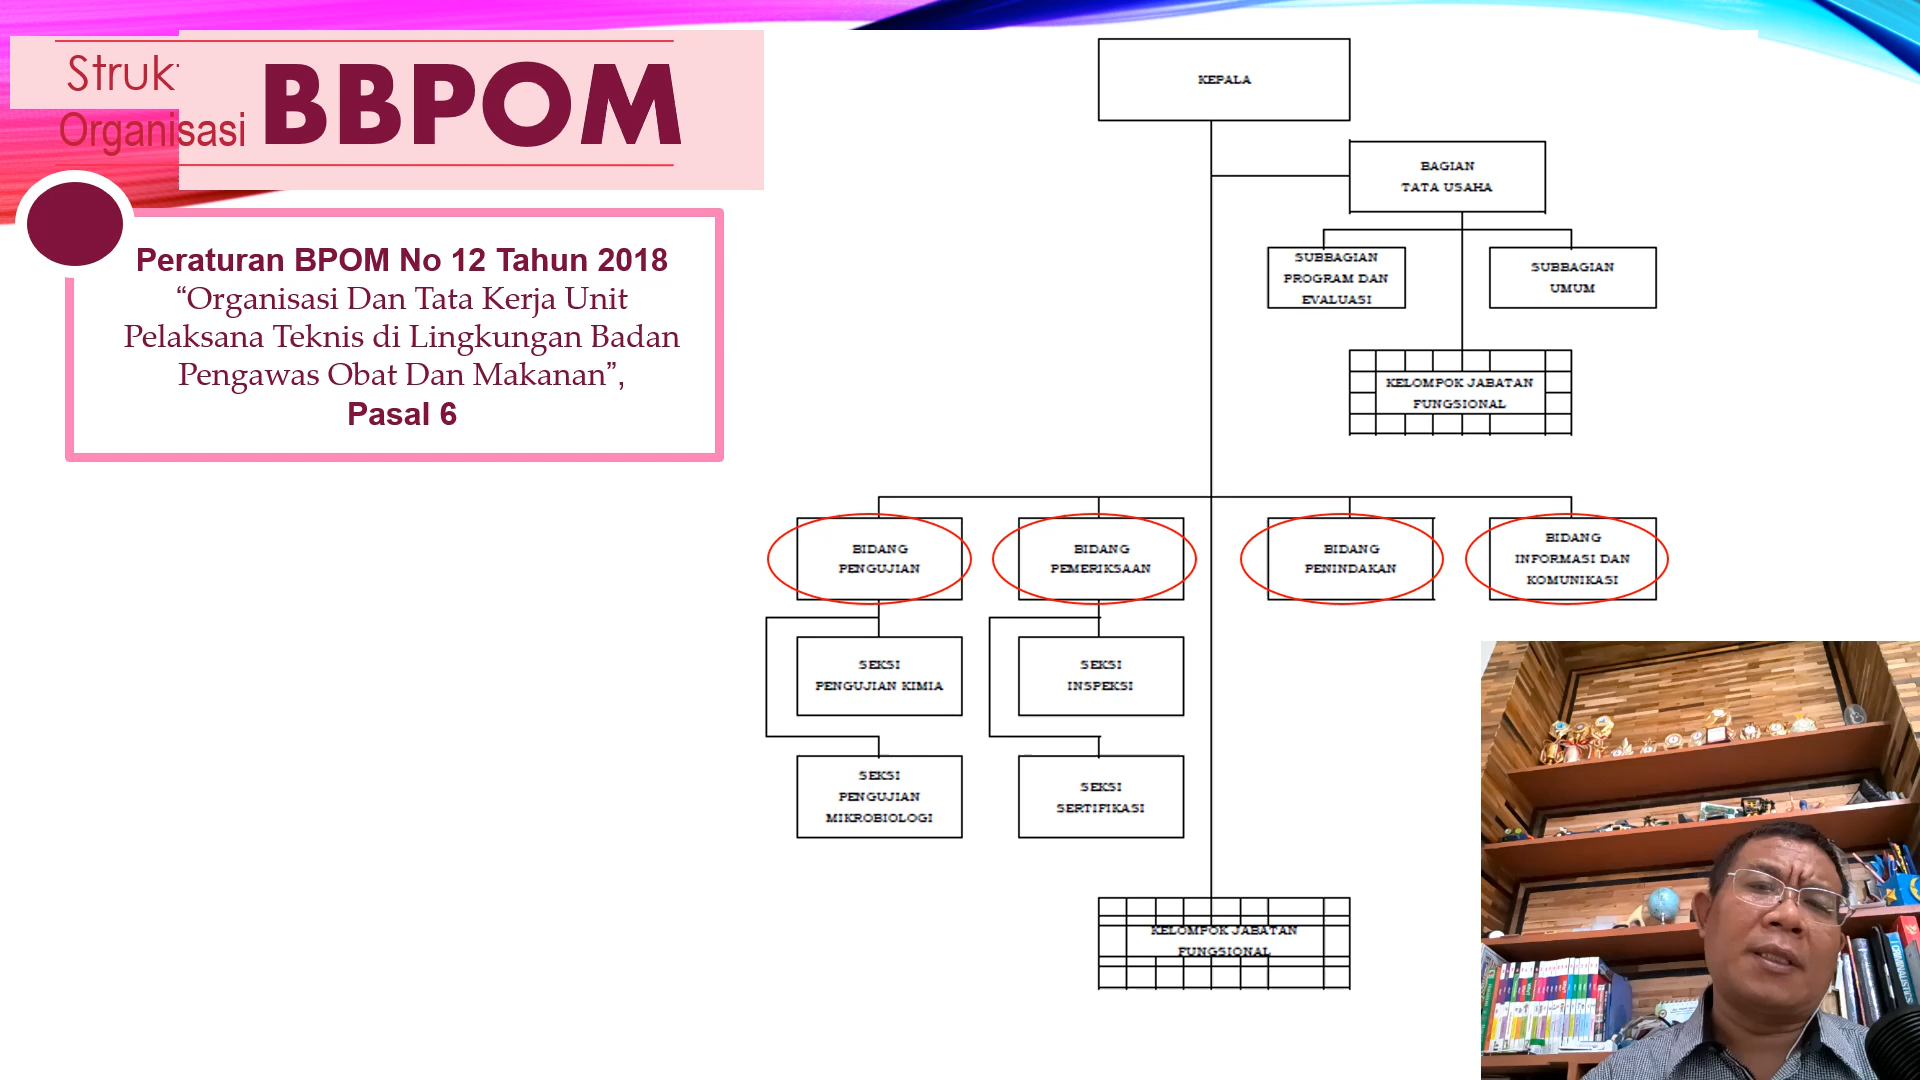 Struk
Organisasi
BBPOM
Peraturan BPOM No 12 Tahun 2018
“Organisasi Dan Tata Kerja Unit
Pelaksana Teknis di Lingkungan Badan
Pengawas Obat Dan Makanan”,
Pasal 6
KEPALA
BAGIAN
TATA USAHA
SUBBAGIAN
PROGRAM DAN
EVALUASI
SUBBAGIAN
UMUM
KELOMPOK JABATAN
FUNGSIONAL
BIDANG
PENGUJIAN
BIDANG
PEMERIKSAAN
BIDANG
PENINDAKAN
BIDANG
INFORMASI DAN
KOMUNIKASI
SEKSI
PENGUJIAN KIMIA
SEKSI
INSPEKSI
SEKSI
PENGUJIAN
MIKROBIOLOGI
SEKSI
SERTIFIKASI
KELOMPOK JABATAN
FUNGSIONAL